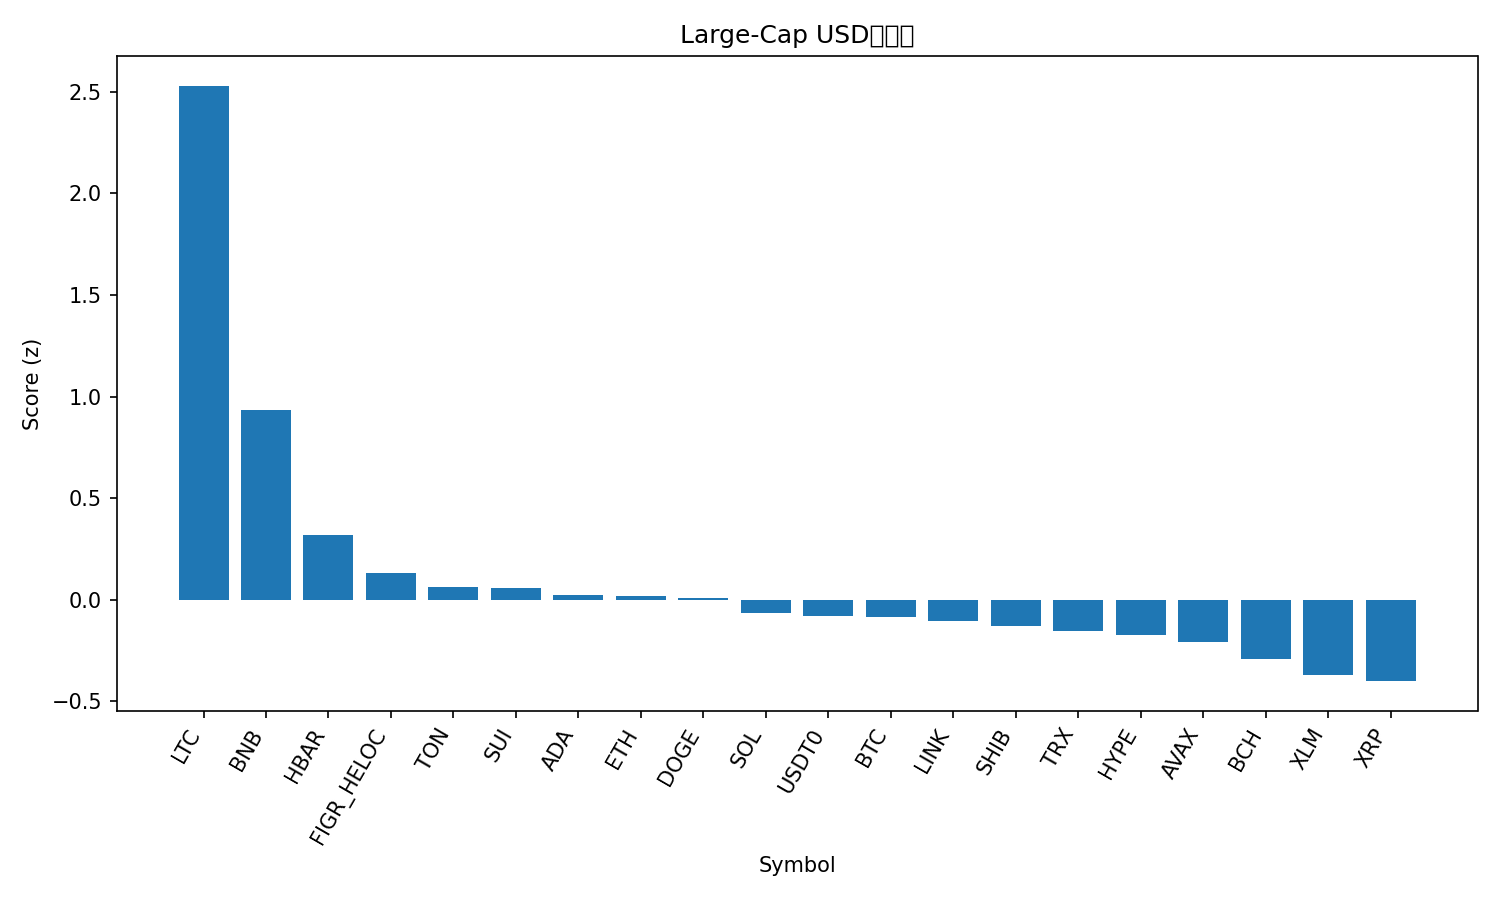 Large-Cap USD
Score (z)
2.5
2.0
1.5
1.0
0.5
0.0
−0.5
LTC
BNB
HBAR
FIGR_HELOC
TON
SUI
ADA
ETH
DOGE
SOL
USDT0
BTC
LINK
SHIB
TRX
HYPE
AVAX
BCH
XLM
XRP
Symbol